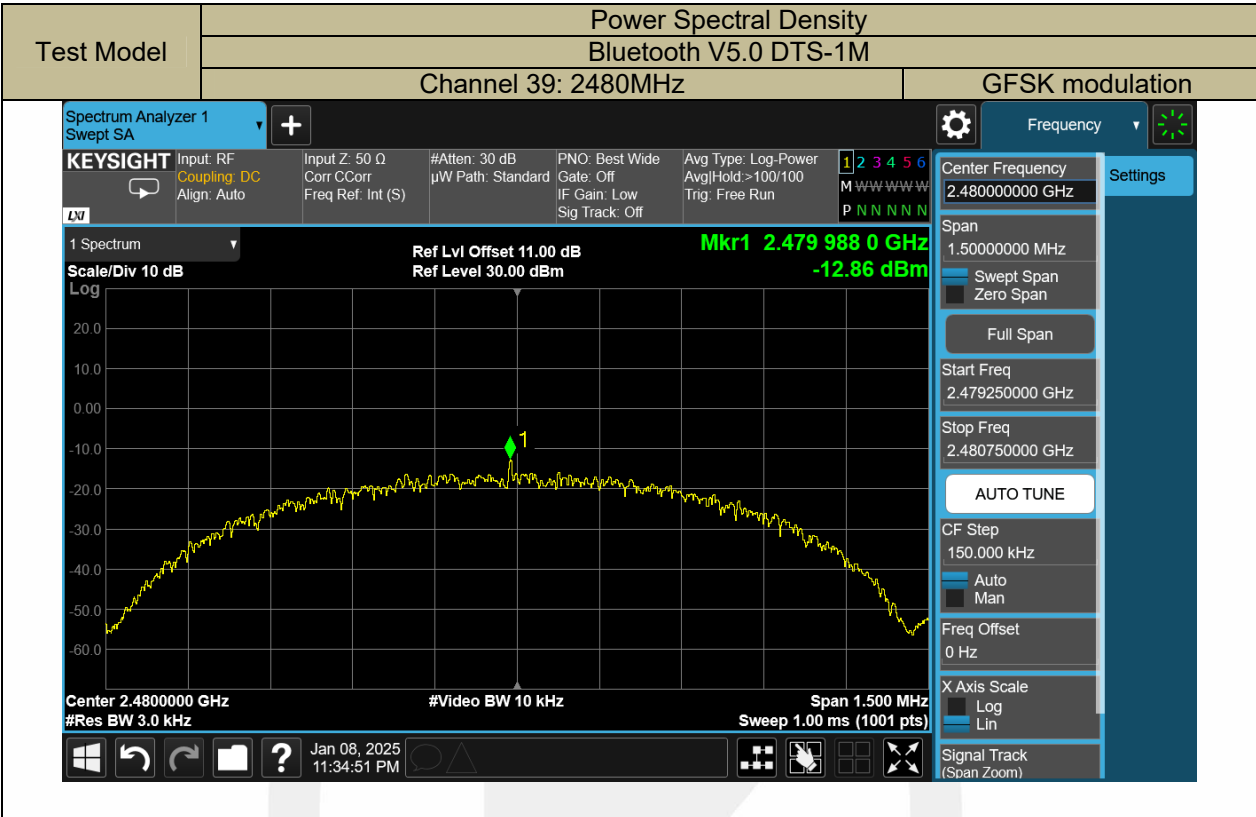 Test Model
Power Spectral Density
Bluetooth V5.0 DTS-1M
Channel 39: 2480MHz
GFSK modulation
Spectrum Analyzer 1
Swept SA
Frequency
KEYSIGHT
LXI
Input: RF
Coupling: DC
Align: Auto
Input Z: 50 Ω
Corr CCorr
Freq Ref: Int (S)
#Atten: 30 dB
µW Path: Standard
PNO: Best Wide
Gate: Off
IF Gain: Low
Sig Track: Off
Avg Type: Log-Power
Avg|Hold:>100/100
Trig: Free Run
1 2 3 4 5 6
M W W W W W
P N N N N N N
1 Spectrum
Ref Lvl Offset 11.00 dB
Mkr1 2.479 988 0 GHz
Scale/Div 10 dB
Ref Level 30.00 dBm
-12.86 dBm
Log
20.0
10.0
0.00
-10.0
-20.0
-30.0
-40.0
-50.0
-60.0
1
Center 2.4800000 GHz
#Video BW 10 kHz
Span 1.500 MHz
#Res BW 3.0 kHz
Sweep 1.00 ms (1001 pts)
Jan 08, 2025
11:34:51 PM
Center Frequency
2.480000000 GHz
Settings
Span
1.50000000 MHz
Swept Span
Zero Span
Full Span
Start Freq
2.479250000 GHz
Stop Freq
2.480750000 GHz
AUTO TUNE
CF Step
150.000 kHz
Auto
Man
Freq Offset
0 Hz
X Axis Scale
Log
Lin
Signal Track
(Span Zoom)